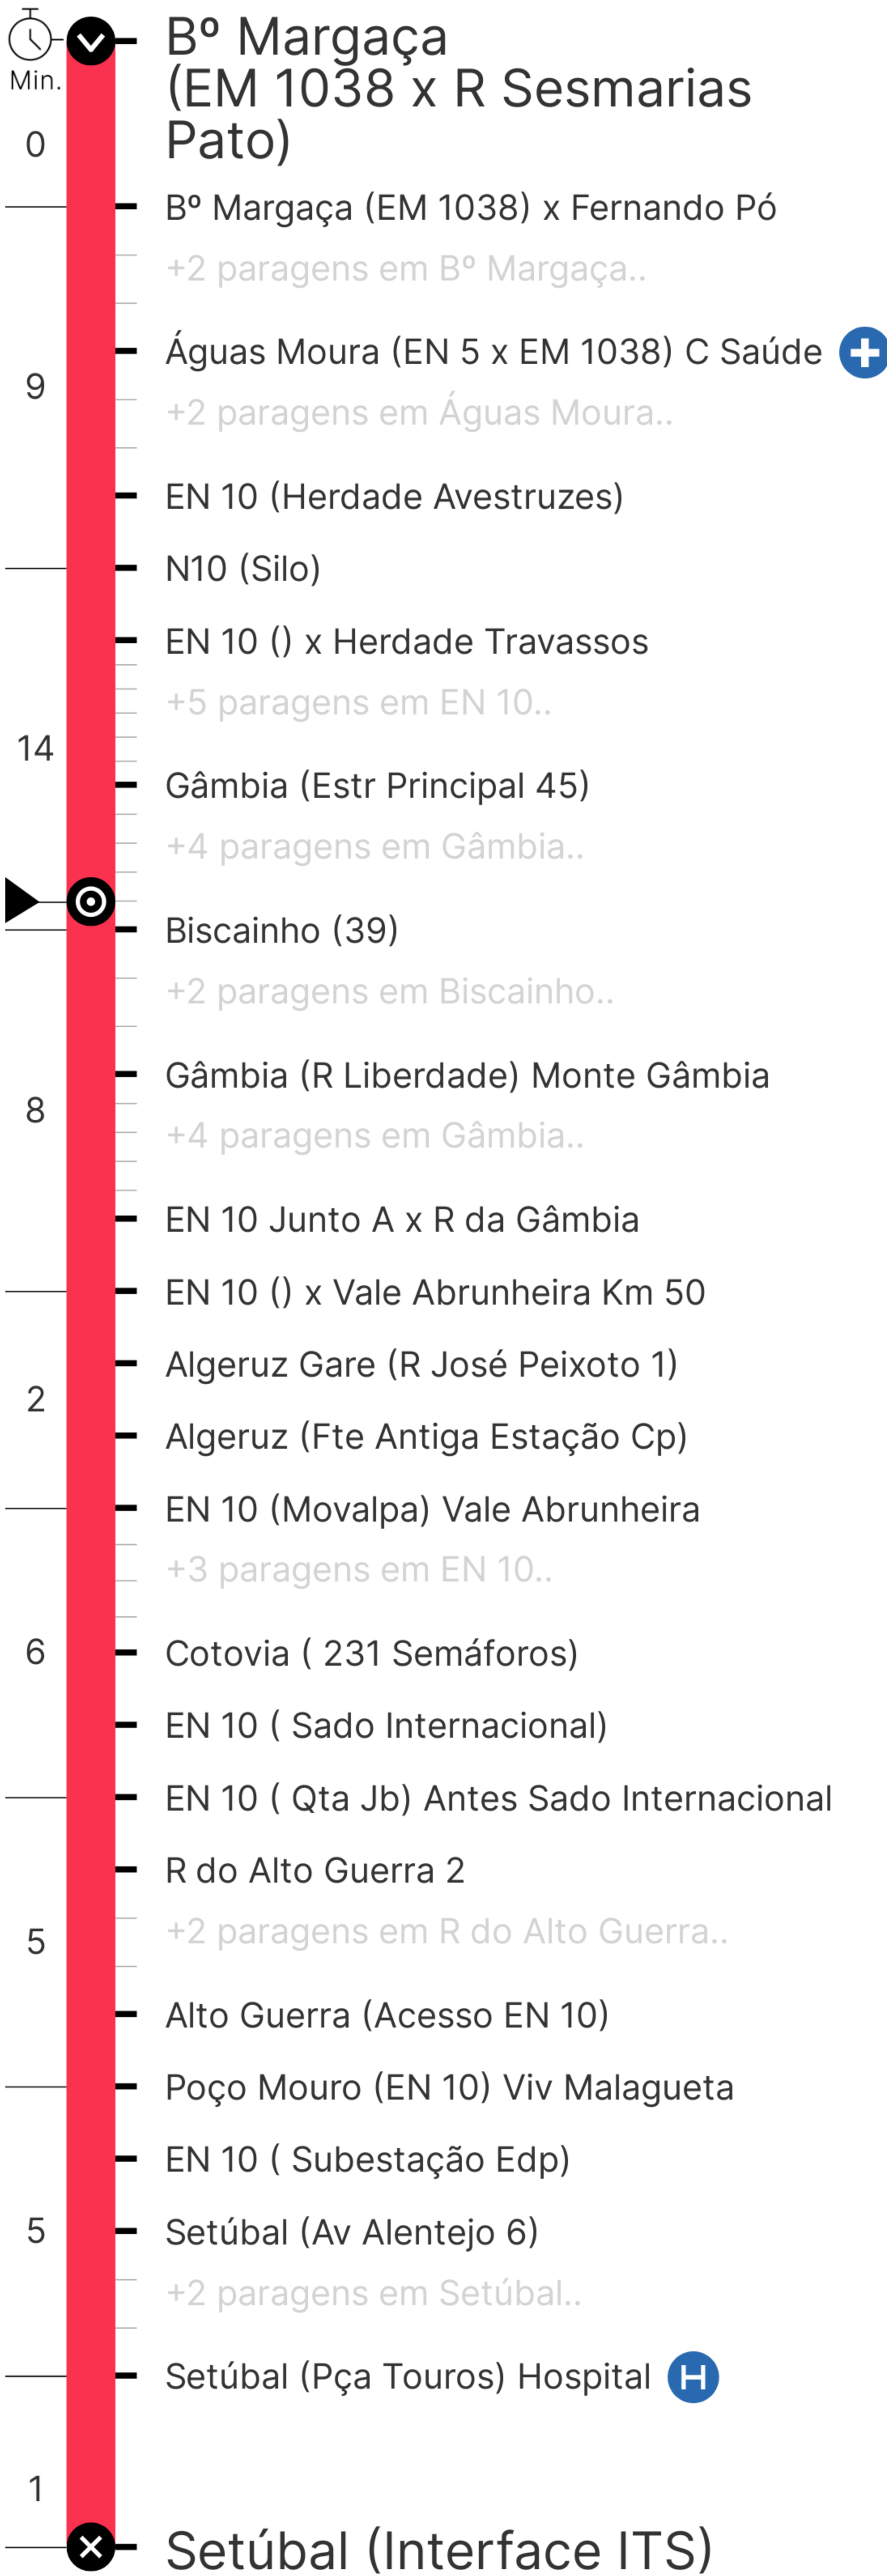 Min.
Bº Margaça
(EM 1038 x R Sesmarias
Pato)
0
Bº Margaça (EM 1038) x Fernando Pó
+2 paragens em Bº Margaça..
Águas Moura (EN 5 x EM 1038) C Saúde
9
+2 paragens em Águas Moura..
EN 10 (Herdade Avestruzes)
N10 (Silo)
EN 10 () x Herdade Travassos
+5 paragens em EN 10..
14
Gâmbia (Estr Principal 45)
+4 paragens em Gâmbia..
Biscainho (39)
+2 paragens em Biscainho..
Gâmbia (R Liberdade) Monte Gâmbia
8
+4 paragens em Gâmbia..
EN 10 Junto A x R da Gâmbia
EN 10 () x Vale Abrunheira Km 50
Algeruz Gare (R José Peixoto 1)
2
Algeruz (Fte Antiga Estação Cp)
EN 10 (Movalpa) Vale Abrunheira
+3 paragens em EN 10..
6
Cotovia ( 231 Semáforos)
EN 10 ( Sado Internacional)
EN 10 ( Qta Jb) Antes Sado Internacional
R do Alto Guerra 2
+2 paragens em R do Alto Guerra..
5
Alto Guerra (Acesso EN 10)
Poço Mouro (EN 10) Viv Malagueta
EN 10 ( Subestação Edp)
5
Setúbal (Av Alentejo 6)
+2 paragens em Setúbal..
Setúbal (Pça Touros) Hospital H
1
Setúbal (Interface ITS)